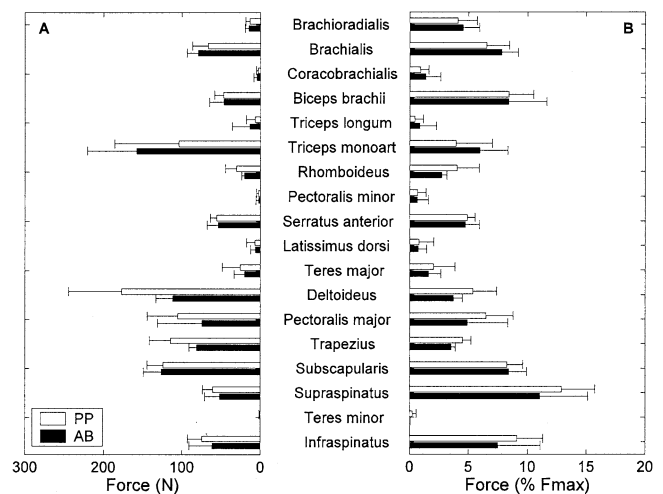 A
B
Brachioradialis
Brachialis
Coracobrachialis
Biceps brachii
Triceps longum
Triceps monoart
Rhomboideus
Pectoralis minor
Serratus anterior
Latissimus dorsi
Teres major
Deltoideus
Pectoralis major
Trapezius
Subscapularis
Supraspinatus
Teres minor
Infraspinatus
PP
AB
300 200 100 0
0 5 10 15 20
Force (N)
Force (% Fmax)